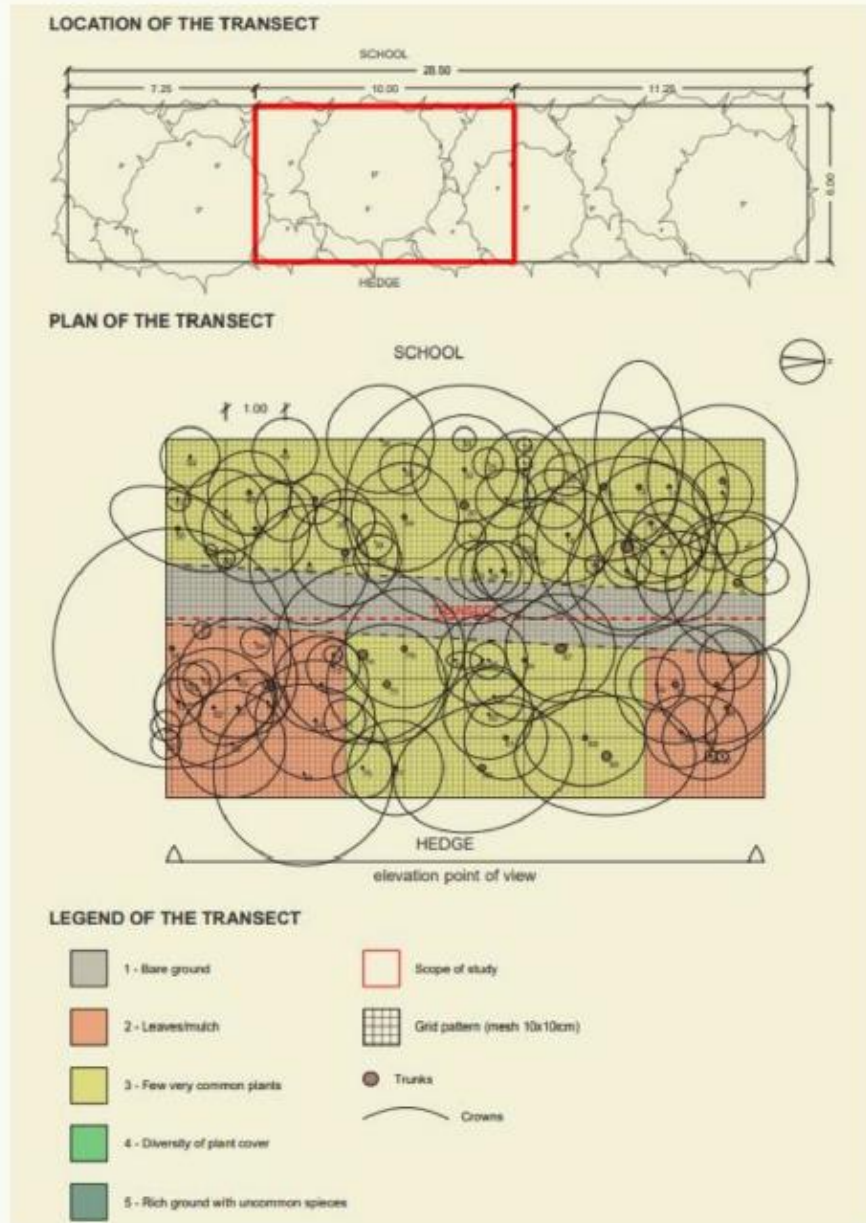 LOCATION OF THE TRANSECT
SCHOOL
28.50
7.25 10.00 11.25
6.00
HEDGE
PLAN OF THE TRANSECT
SCHOOL
N
1.00
TRANSECT
HEDGE
elevation point of view
LEGEND OF THE TRANSECT
1 - Bare ground
Scope of study
2 - Leaves/mulch
Grid pattern (mesh 10x10cm)
3 - Few very common plants
Trunks
Crowns
4 - Diversity of plant cover
5 - Rich ground with uncommon spieces